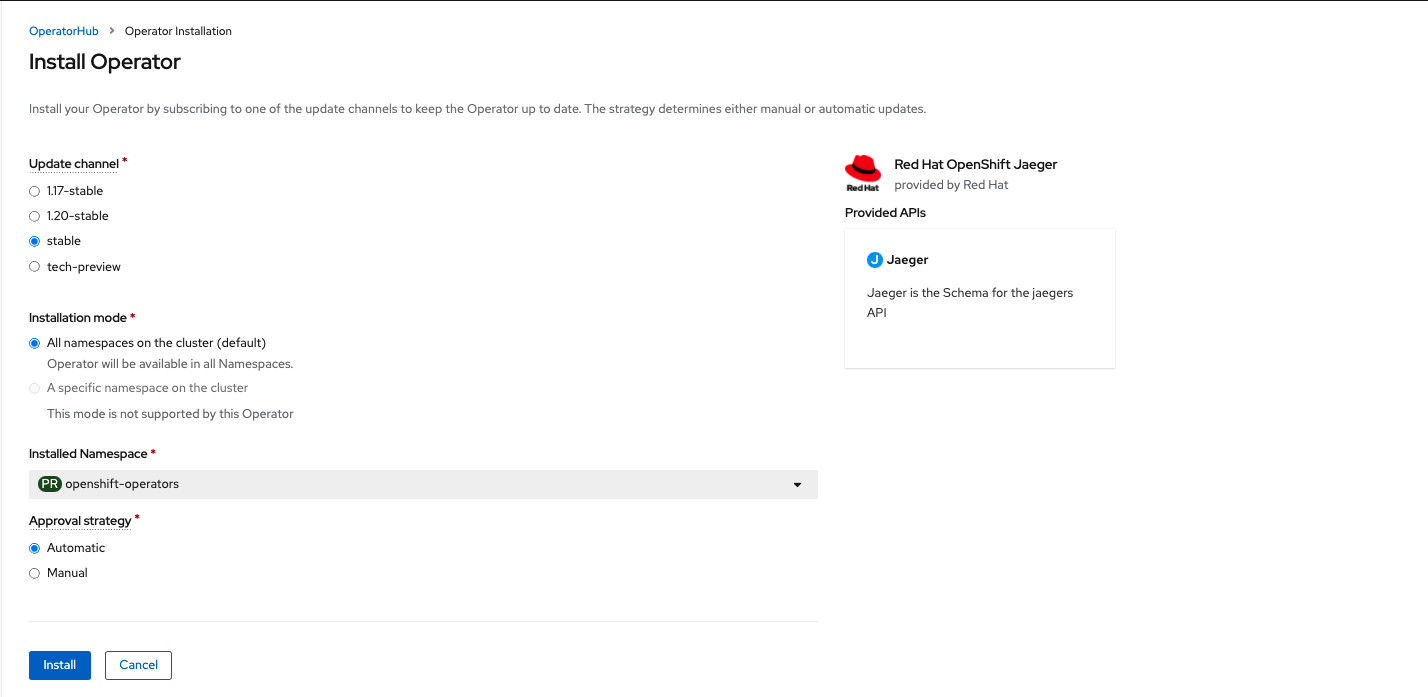 OperatorHub > Operator Installation
Install Operator
Install your Operator by subscribing to one of the update channels to keep the Operator up to date. The strategy determines either manual or automatic updates.
Update channel *
1.17-stable
1.20-stable
stable
tech-preview
Installation mode *
All namespaces on the cluster (default)
Operator will be available in all Namespaces.
A specific namespace on the cluster
This mode is not supported by this Operator
Installed Namespace *
PR openshift-operators
Approval strategy *
Automatic
Manual
Install Cancel
Red Hat
Red Hat OpenShift Jaeger
provided by Red Hat
Provided APIs
J Jaeger
Jaeger is the Schema for the jaegers
API